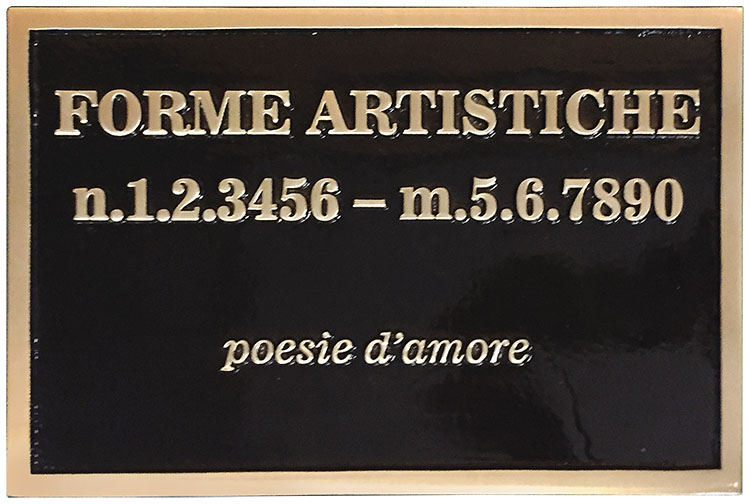 FORME ARTISTICHE
n.1.2.3456 – m.5.6.7890
poesie d’amore